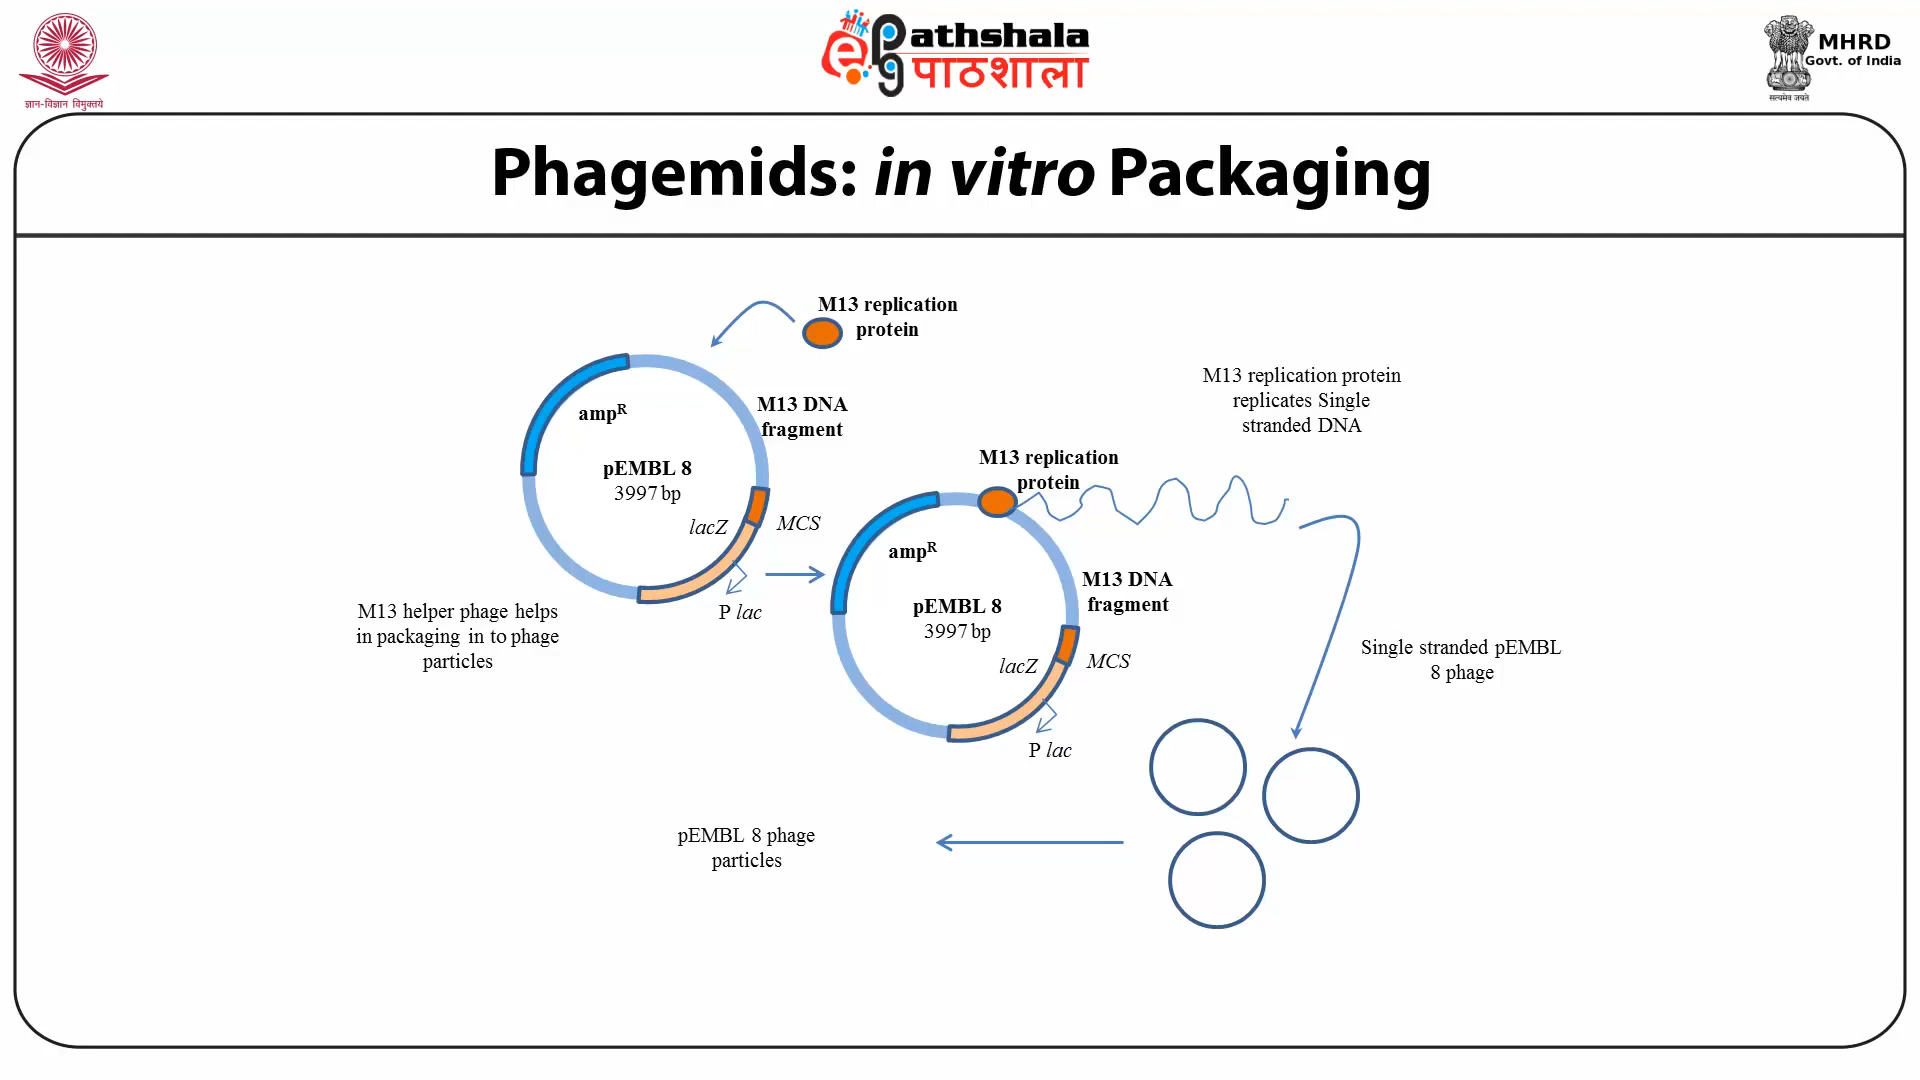 ज्ञान-विज्ञान विमुक्तये
ePathshala
पाठशाला
सत्यमेव जयते
MHRD
Govt. of India
Phagemids: in vitro Packaging
M13 replication
protein
ampR
M13 DNA
fragment
pEMBL 8
3997 bp
lacZ
MCS
P lac
M13 helper phage helps
in packaging in to phage
particles
M13 replication protein
replicates Single
stranded DNA
M13 replication
protein
ampR
M13 DNA
fragment
pEMBL 8
3997 bp
lacZ
MCS
P lac
Single stranded pEMBL
8 phage
pEMBL 8 phage
particles